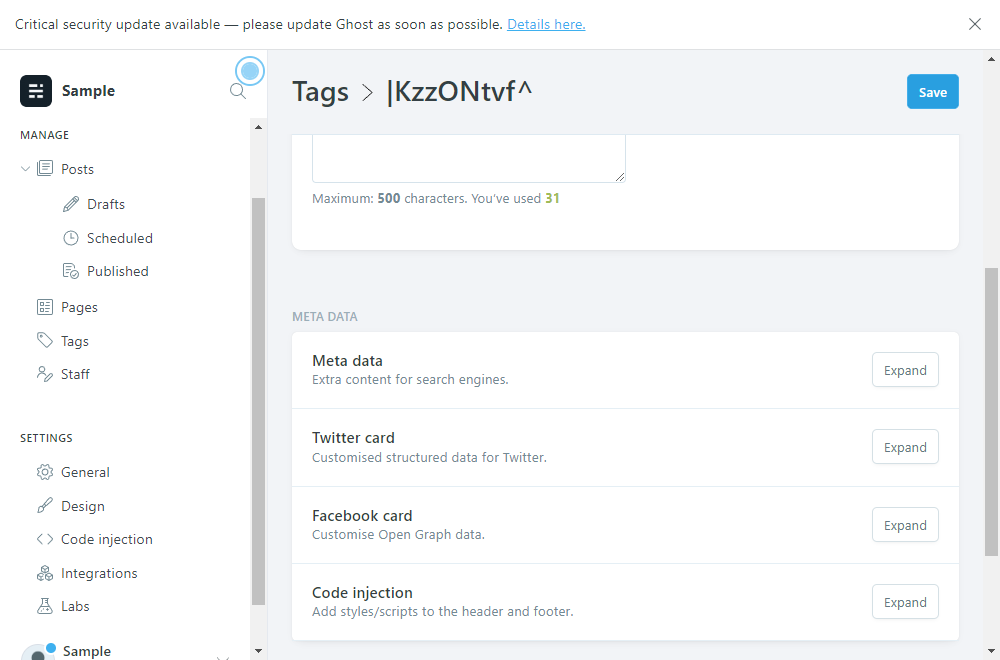 Critical security update available — please update Ghost as soon as possible. Details here.
Sample
Tags > |KzzONtvf^
Save
MANAGE
Posts
Drafts
Scheduled
Published
Pages
Tags
Staff
SETTINGS
General
Design
Code injection
Integrations
Labs
Sample
Maximum: 500 characters. You've used 31
META DATA
Meta data
Extra content for search engines.
Expand
Twitter card
Customised structured data for Twitter.
Expand
Facebook card
Customise Open Graph data.
Expand
Code injection
Add styles/scripts to the header and footer.
Expand